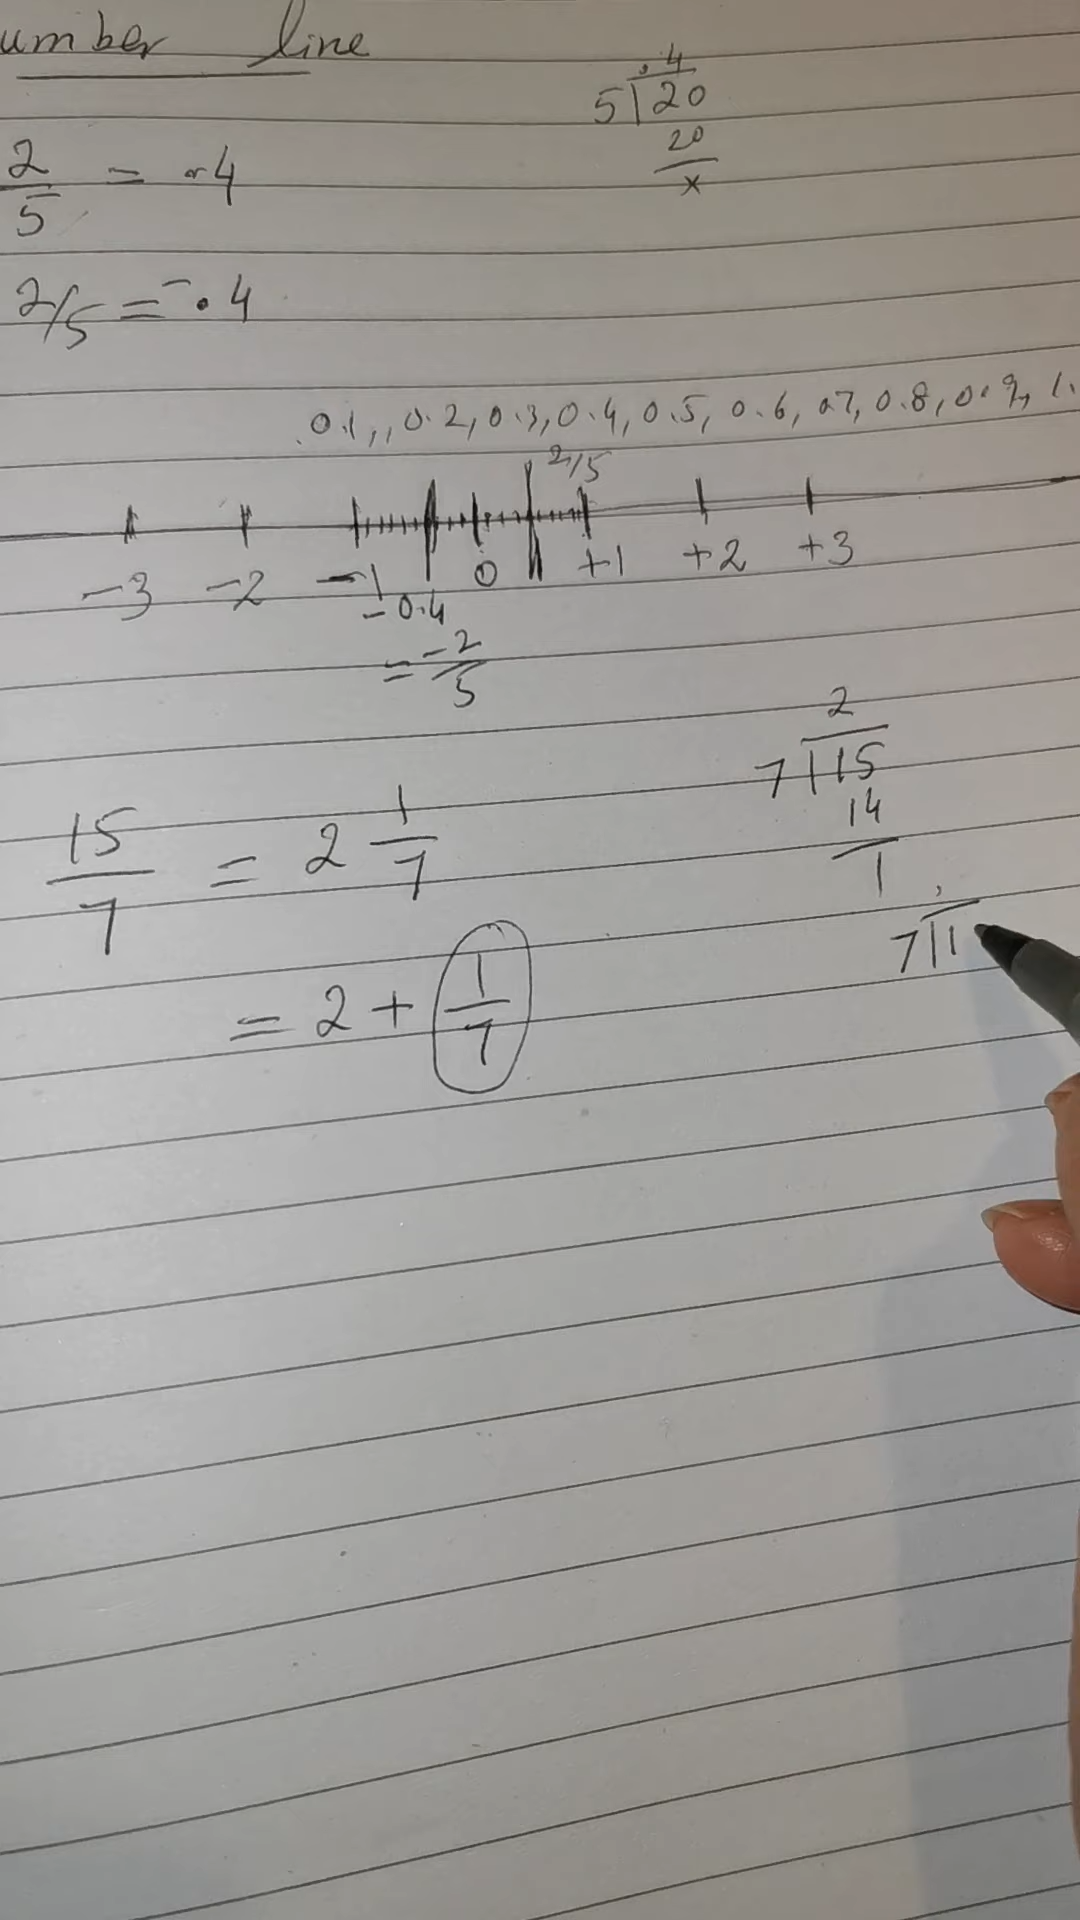 umber line
.4
5 20
20
x
2/5 = .4
2/5 = -.4
0.1,, 0.2, 0.3, 0.4, 0.5, 0.6, 0.7, 0.8, 0.9, 1.
2/5
-3 -2 -1 0 +1 +2 +3
-0.4
= -2/5
2
7 15
14
1
15/7 = 2 1/7
7 1
= 2 + 1/7